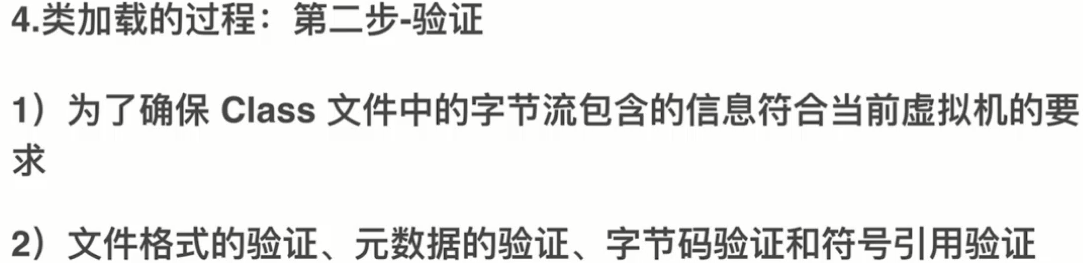 4.类加载的过程：第二步-验证
1）为了确保 Class 文件中的字节流包含的信息符合当前虚拟机的要
求
2）文件格式的验证、元数据的验证、字节码验证和符号引用验证